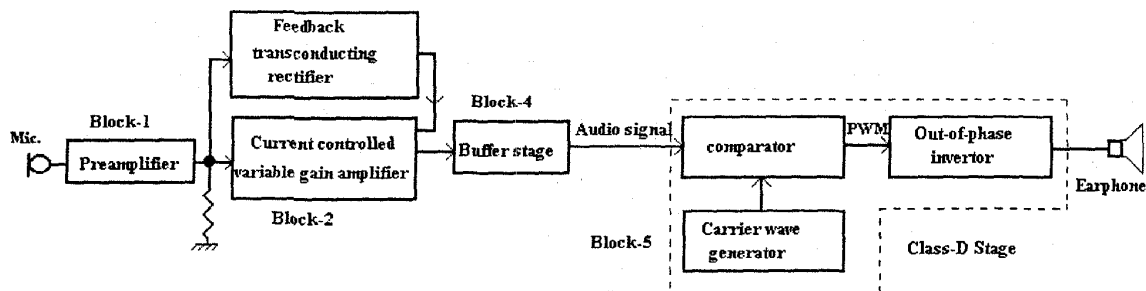 Feedback
transconducting
rectifier
Block-4
Block-1
Mic.
Preamplifier
Current controlled
variable gain amplifier
Block-2
Buffer stage
Audio signal
comparator
PWM
Out-of-phase
invertor
Earphone
Block-5
Carrier wave
generator
Class-D Stage